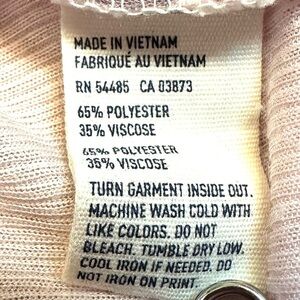 MADE IN VIETNAM
FABRIQUÉ AU VIETNAM
RN 54485 CA 03873
65% POLYESTER
35% VISCOSE
65% POLYESTER
35% VISCOSE
TURN GARMENT INSIDE OUT.
MACHINE WASH COLD WITH
LIKE COLORS. DO NOT
BLEACH. TUMBLE DRY LOW.
COOL IRON IF NEEDED. DO
NOT IRON ON PRINT.